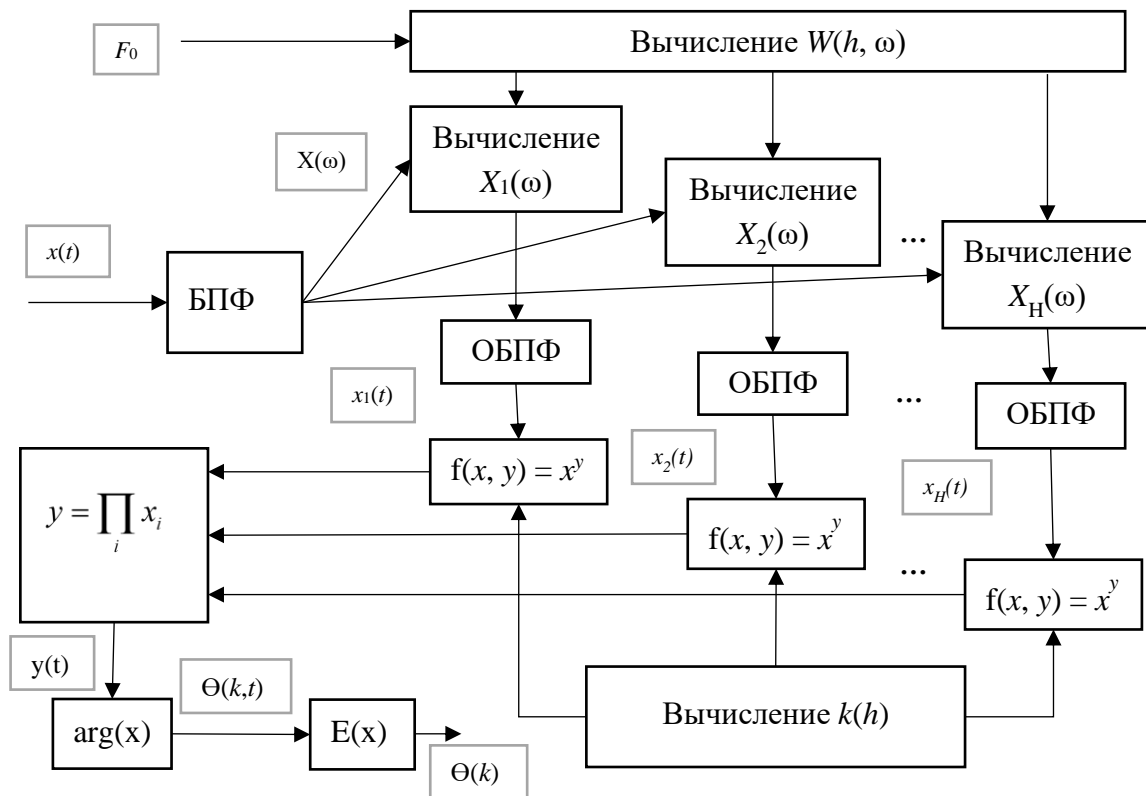 F0
Вычисление W(h, ω)
X(ω)
Вычисление
X1(ω)
Вычисление
X2(ω)
...
Вычисление
XH(ω)
x(t)
БПФ
ОБПФ
ОБПФ
...
ОБПФ
x1(t)
x2(t)
xH(t)
f(x, y) = x^y
f(x, y) = x^y
...
f(x, y) = x^y
y = ∏ xi
i
y(t)
Ө(k,t)
Вычисление k(h)
arg(x)
E(x)
Ө(k)